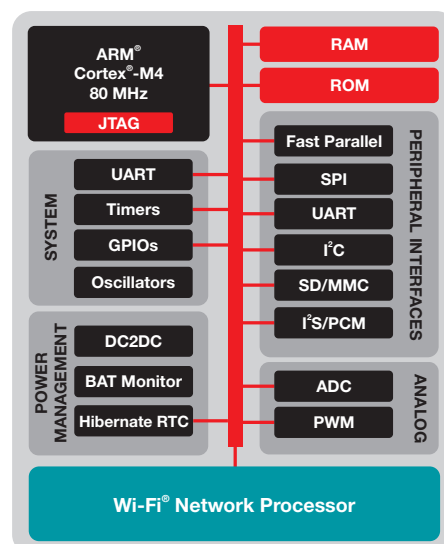 ARM®
Cortex®-M4
80 MHz
JTAG
RAM
ROM
SYSTEM
UART
Timers
GPIOs
Oscillators
POWER
MANAGEMENT
DC2DC
BAT Monitor
Hibernate RTC
PERIPHERAL INTERFACES
Fast Parallel
SPI
UART
I²C
SD/MMC
I²S/PCM
ANALOG
ADC
PWM
Wi-Fi® Network Processor